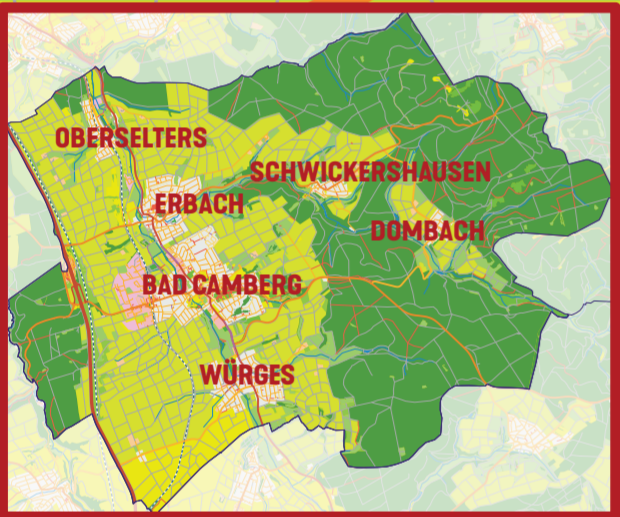 OBERSELTERS
SCHWICKERSHAUSEN
ERBACH
DOMBACH
BAD CAMBERG
WÜRGES